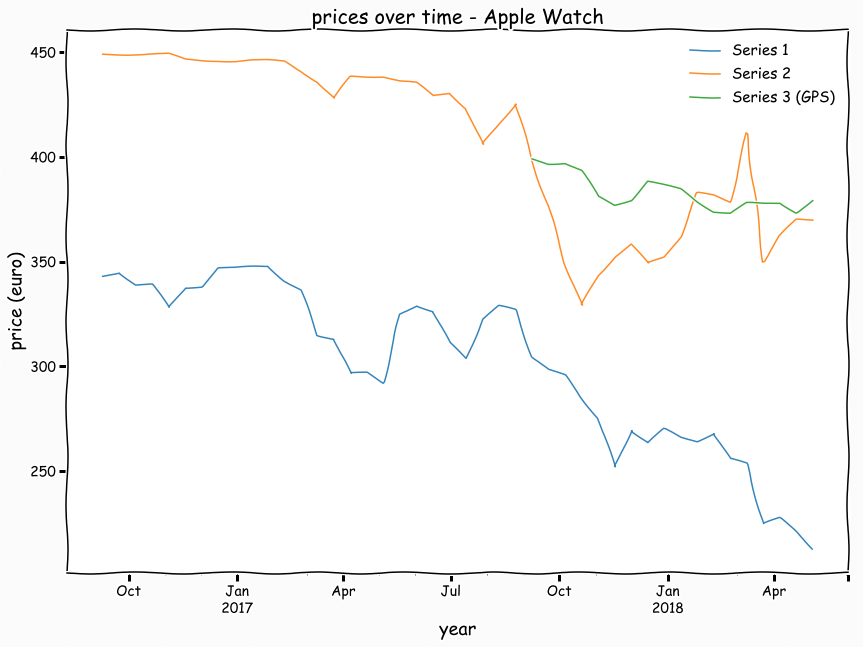 prices over time - Apple Watch
Series 1
Series 2
Series 3 (GPS)
450
400
350
300
250
price (euro)
Oct
Jan
2017
Apr
Jul
Oct
Jan
2018
Apr
year